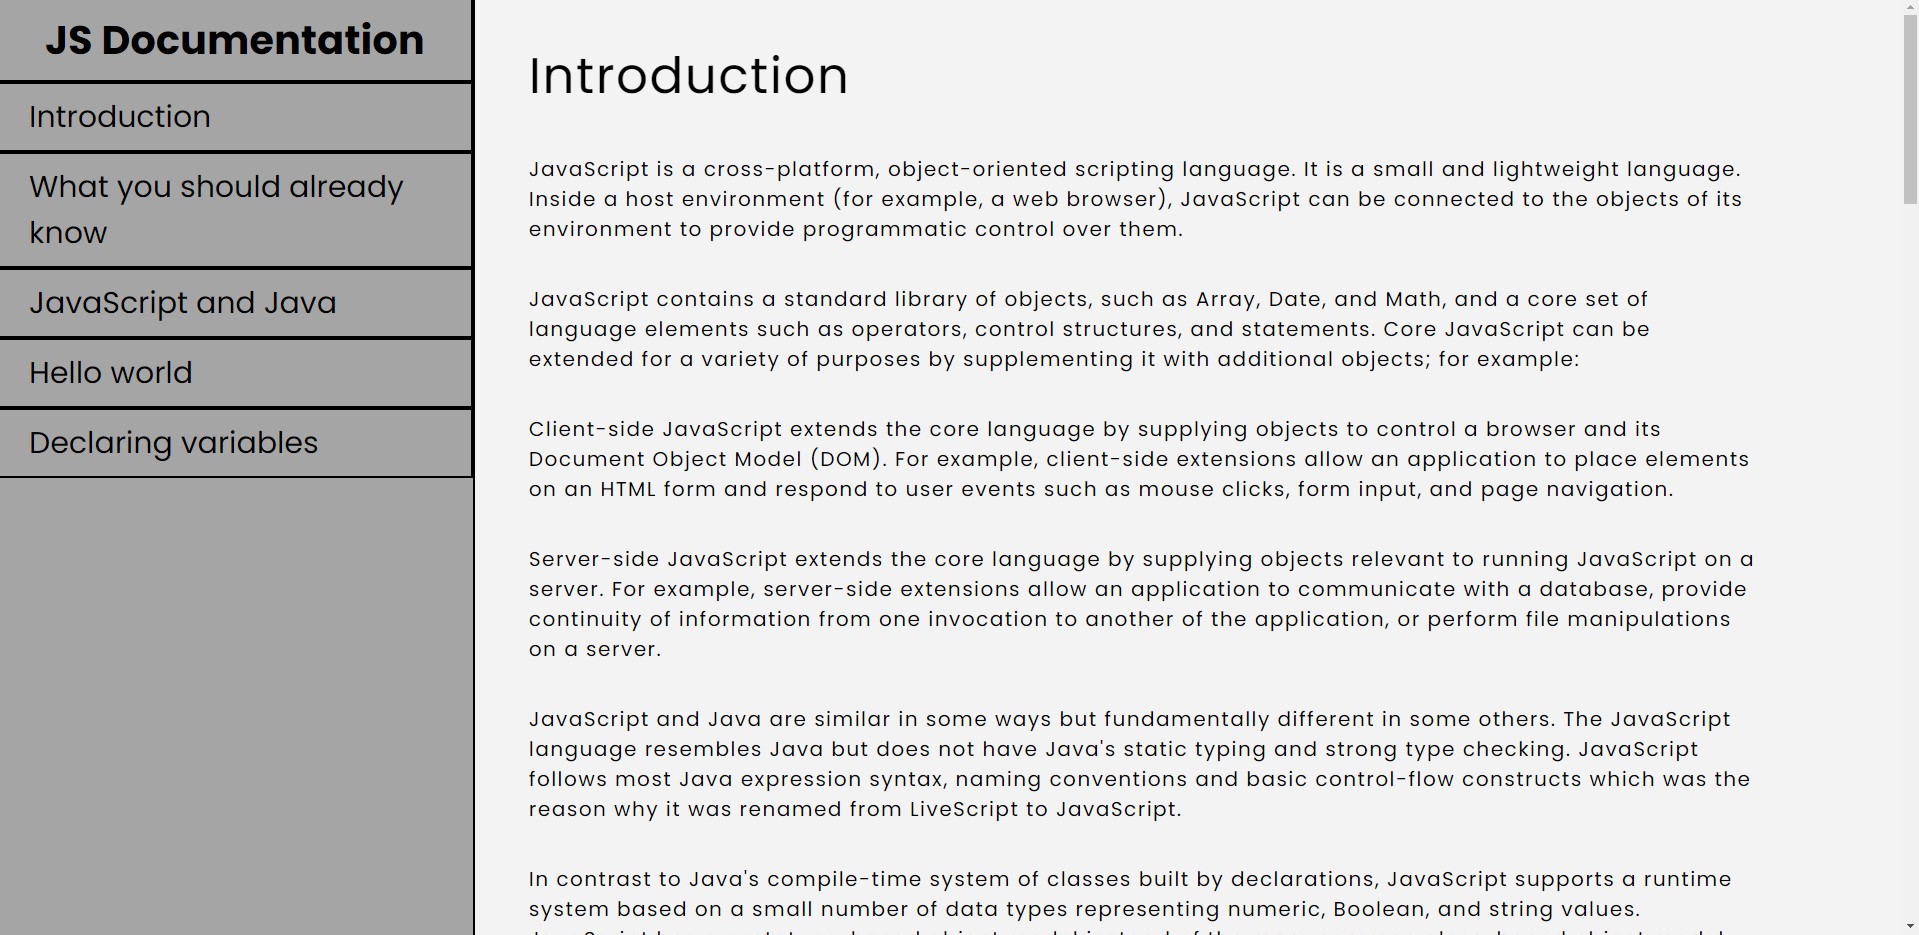 JS Documentation
Introduction
What you should already
know
JavaScript and Java
Hello world
Declaring variables
Introduction
JavaScript is a cross-platform, object-oriented scripting language. It is a small and lightweight language.
Inside a host environment (for example, a web browser), JavaScript can be connected to the objects of its
environment to provide programmatic control over them.
JavaScript contains a standard library of objects, such as Array, Date, and Math, and a core set of
language elements such as operators, control structures, and statements. Core JavaScript can be
extended for a variety of purposes by supplementing it with additional objects; for example:
Client-side JavaScript extends the core language by supplying objects to control a browser and its
Document Object Model (DOM). For example, client-side extensions allow an application to place elements
on an HTML form and respond to user events such as mouse clicks, form input, and page navigation.
Server-side JavaScript extends the core language by supplying objects relevant to running JavaScript on a
server. For example, server-side extensions allow an application to communicate with a database, provide
continuity of information from one invocation to another of the application, or perform file manipulations
on a server.
JavaScript and Java are similar in some ways but fundamentally different in some others. The JavaScript
language resembles Java but does not have Java's static typing and strong type checking. JavaScript
follows most Java expression syntax, naming conventions and basic control-flow constructs which was the
reason why it was renamed from LiveScript to JavaScript.
In contrast to Java's compile-time system of classes built by declarations, JavaScript supports a runtime
system based on a small number of data types representing numeric, Boolean, and string values.